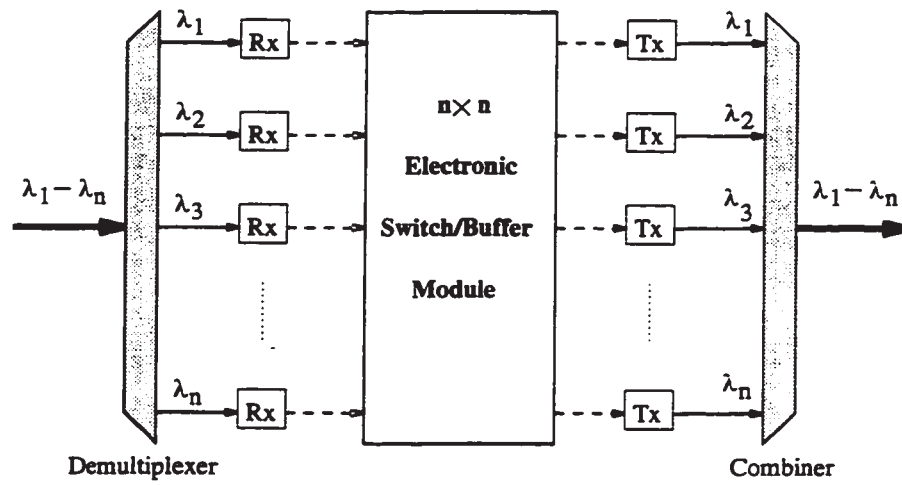 λ1 Rx Tx λ1
n×n
λ2 Rx Tx λ2
Electronic
λ1 – λn λ3 Rx Switch/Buffer Tx λ3 λ1 – λn
Module
λn Rx Tx λn
Demultiplexer Combiner